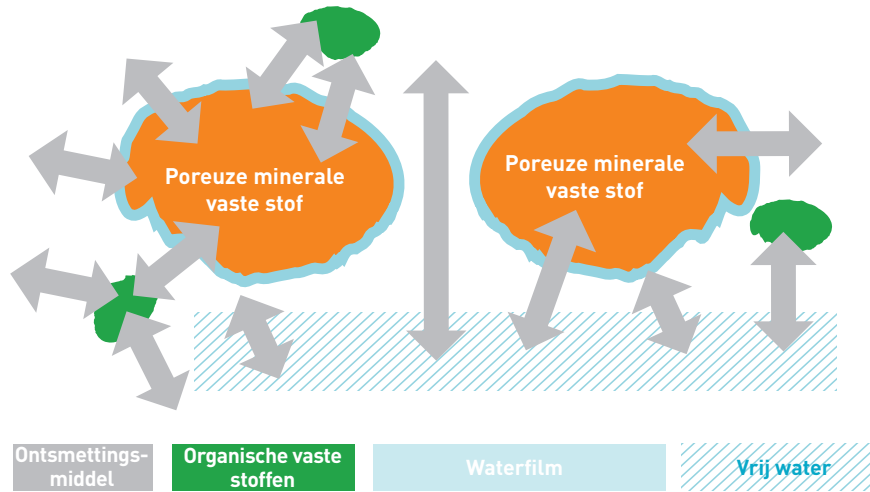 Poreuze minerale
vaste stof
Poreuze minerale
vaste stof
Ontsmettings-
middel
Organische vaste
stoffen
Waterfilm
Vrij water